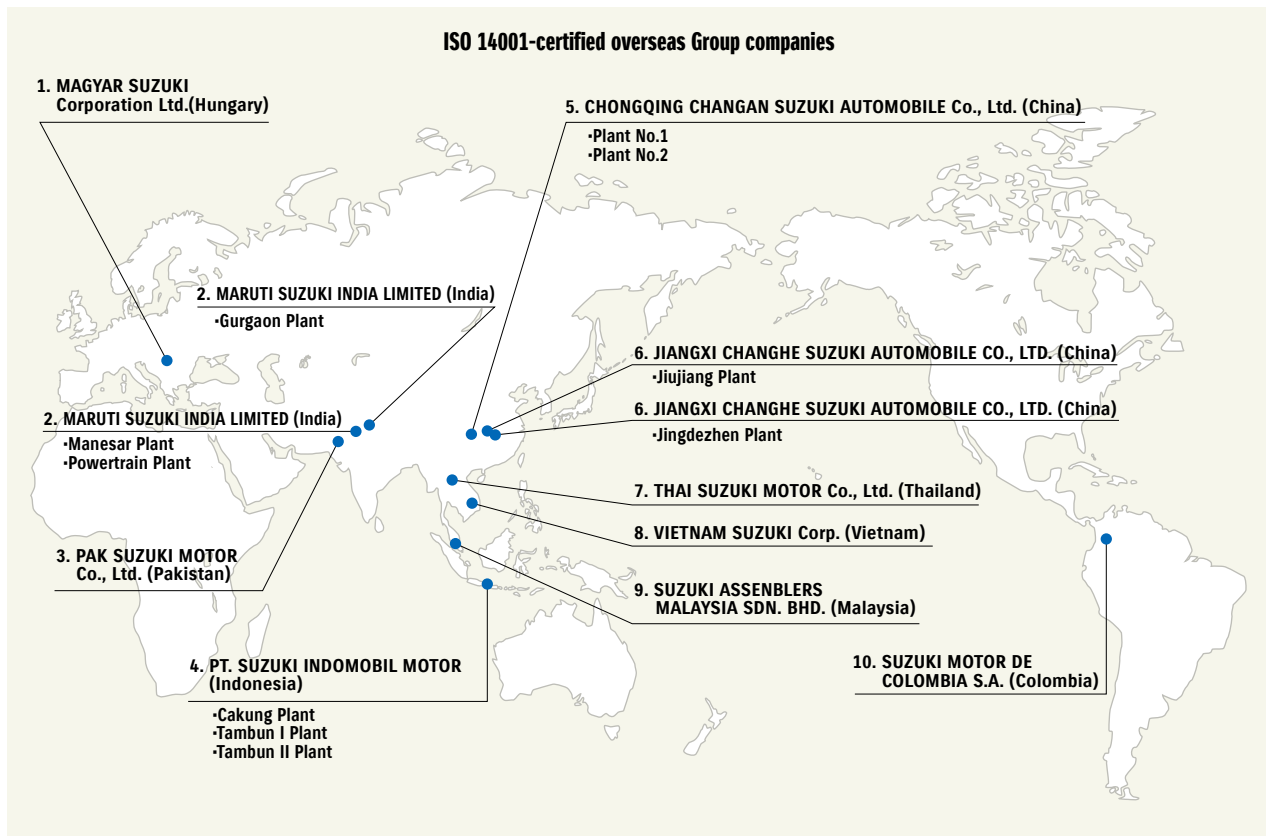 ISO 14001-certified overseas Group companies
1. MAGYAR SUZUKI
Corporation Ltd.(Hungary)
5. CHONGQING CHANGAN SUZUKI AUTOMOBILE Co., Ltd. (China)
·Plant No.1
·Plant No.2
2. MARUTI SUZUKI INDIA LIMITED (India)
·Gurgaon Plant
6. JIANGXI CHANGHE SUZUKI AUTOMOBILE CO., LTD. (China)
·Jiujiang Plant
6. JIANGXI CHANGHE SUZUKI AUTOMOBILE CO., LTD. (China)
·Jingdezhen Plant
2. MARUTI SUZUKI INDIA LIMITED (India)
·Manesar Plant
·Powertrain Plant
7. THAI SUZUKI MOTOR Co., Ltd. (Thailand)
8. VIETNAM SUZUKI Corp. (Vietnam)
3. PAK SUZUKI MOTOR
Co., Ltd. (Pakistan)
9. SUZUKI ASSENBLERS
MALAYSIA SDN. BHD. (Malaysia)
4. PT. SUZUKI INDOMOBIL MOTOR
(Indonesia)
·Cakung Plant
·Tambun I Plant
·Tambun II Plant
10. SUZUKI MOTOR DE
COLOMBIA S.A. (Colombia)